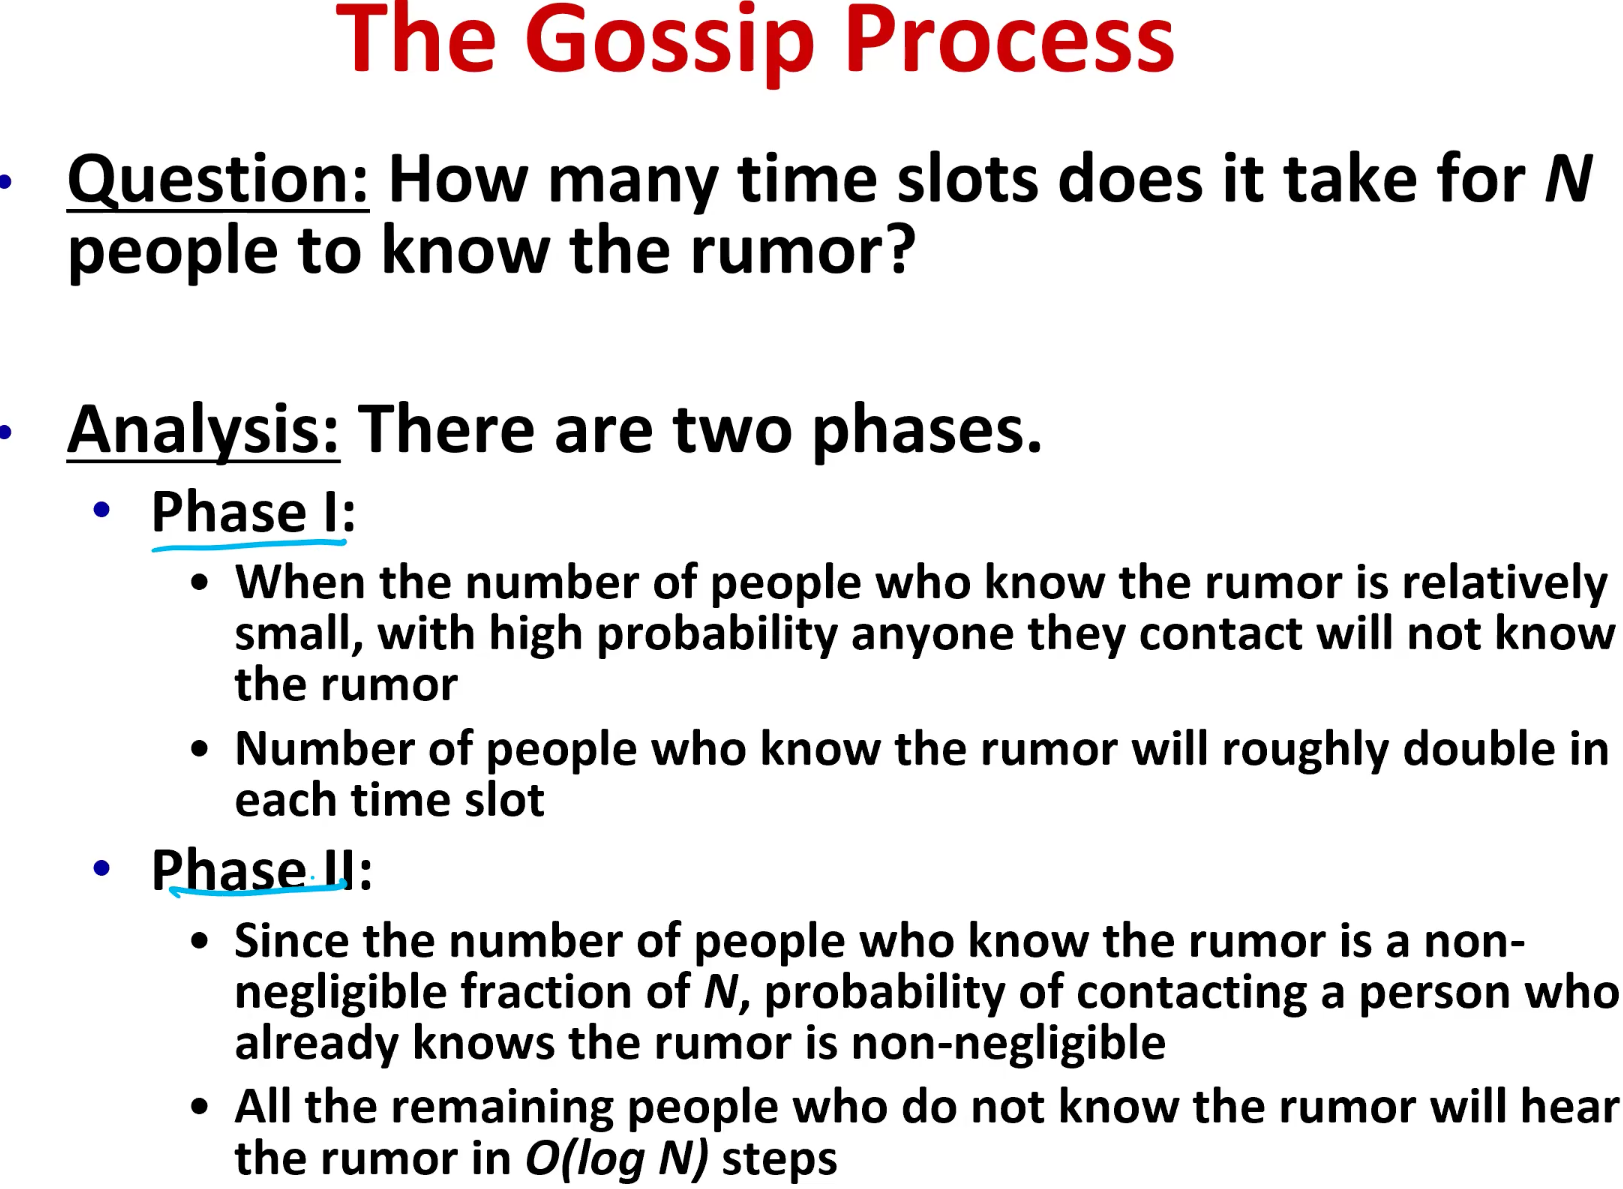 The Gossip Process
• Question: How many time slots does it take for N
people to know the rumor?
• Analysis: There are two phases.
• Phase I:
• When the number of people who know the rumor is relatively
small, with high probability anyone they contact will not know
the rumor
• Number of people who know the rumor will roughly double in
each time slot
• Phase II:
• Since the number of people who know the rumor is a non-
negligible fraction of N, probability of contacting a person who
already knows the rumor is non-negligible
• All the remaining people who do not know the rumor will hear
the rumor in O(log N) steps